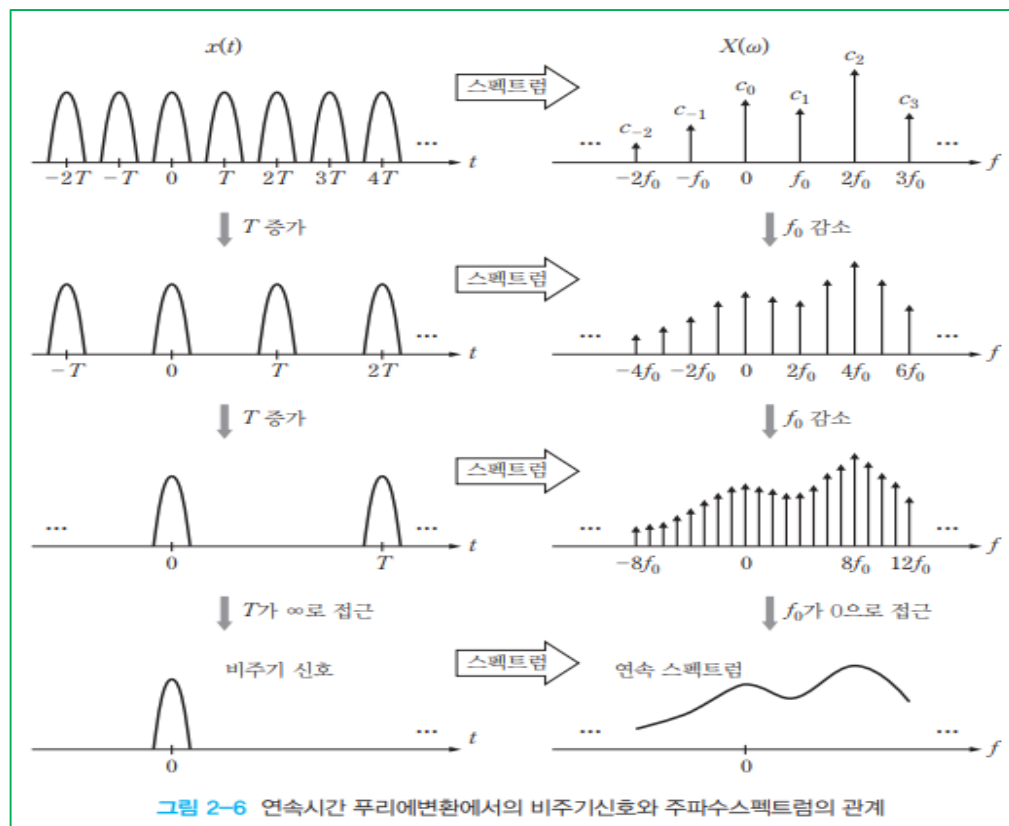 x(t) X(ω)
스펙트럼
c₋₂ c₋₁ c₀ c₁ c₂ c₃
... t
−2T −T 0 T 2T 3T 4T
... ... f
−2f₀ −f₀ 0 f₀ 2f₀ 3f₀
T 증가 f₀ 감소
스펙트럼
... t
−T 0 T 2T
... ... f
−4f₀ −2f₀ 0 2f₀ 4f₀ 6f₀
T 증가 f₀ 감소
스펙트럼
... ... t
0 T
... ... f
−8f₀ 0 8f₀ 12f₀
T가 ∞로 접근 f₀가 0으로 접근
비주기 신호 스펙트럼 연속 스펙트럼
... t
0
... ... f
0
그림 2-6 연속시간 푸리에변환에서의 비주기신호와 주파수스펙트럼의 관계